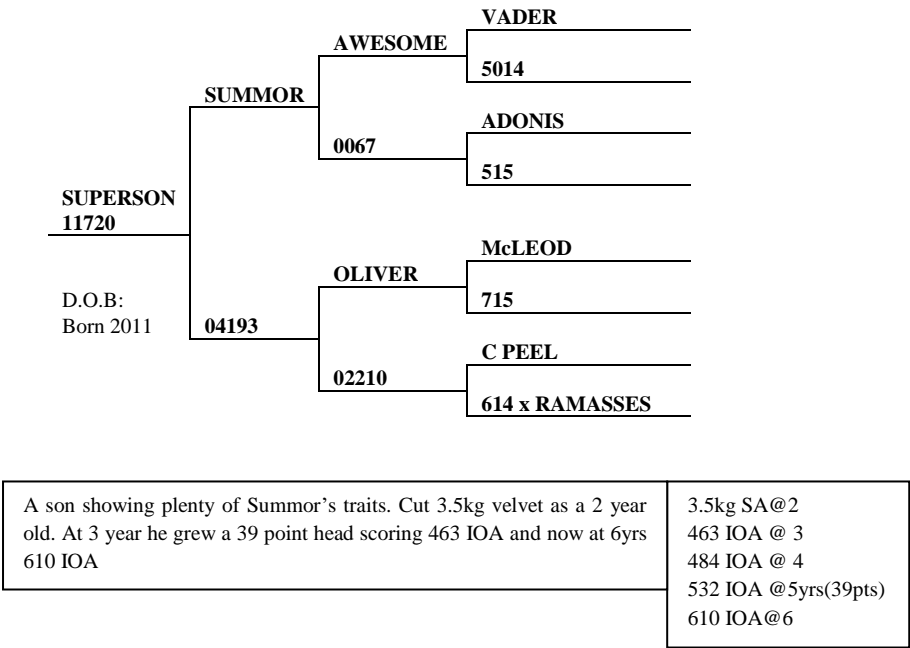 VADER
AWESOME
5014
SUMMOR
ADONIS
0067
515
SUPERSON
11720
McLEOD
OLIVER
D.O.B:
715
Born 2011
04193
C PEEL
02210
614 x RAMASSES
A son showing plenty of Summor’s traits. Cut 3.5kg velvet as a 2 year
old. At 3 year he grew a 39 point head scoring 463 IOA and now at 6yrs
610 IOA
3.5kg SA@2
463 IOA @ 3
484 IOA @ 4
532 IOA @5yrs(39pts)
610 IOA@6